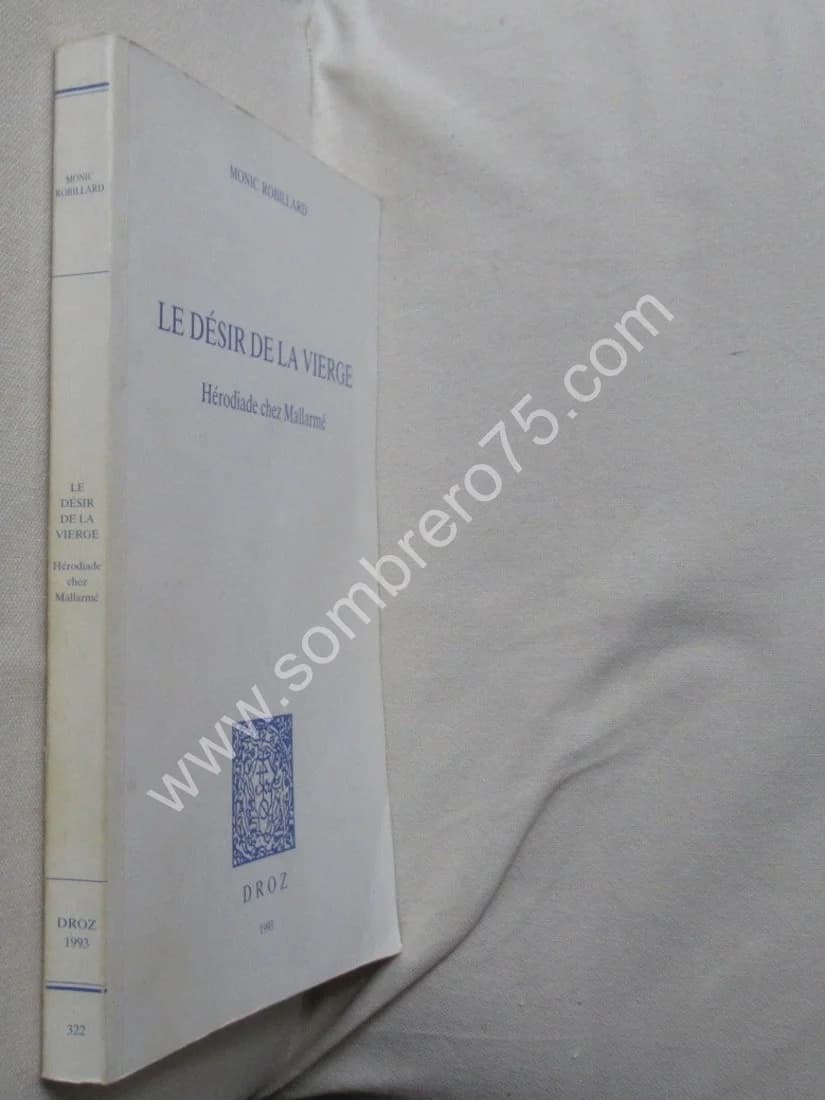 MONIC
ROBILLARD
LE
DÉSIR
DE LA
VIERGE
Hérodiade
chez
Mallarmé
DROZ
1993
322
MONIC ROBILLARD
LE DÉSIR DE LA VIERGE
Hérodiade chez Mallarmé
DROZ
1993
www.sombrero75.com